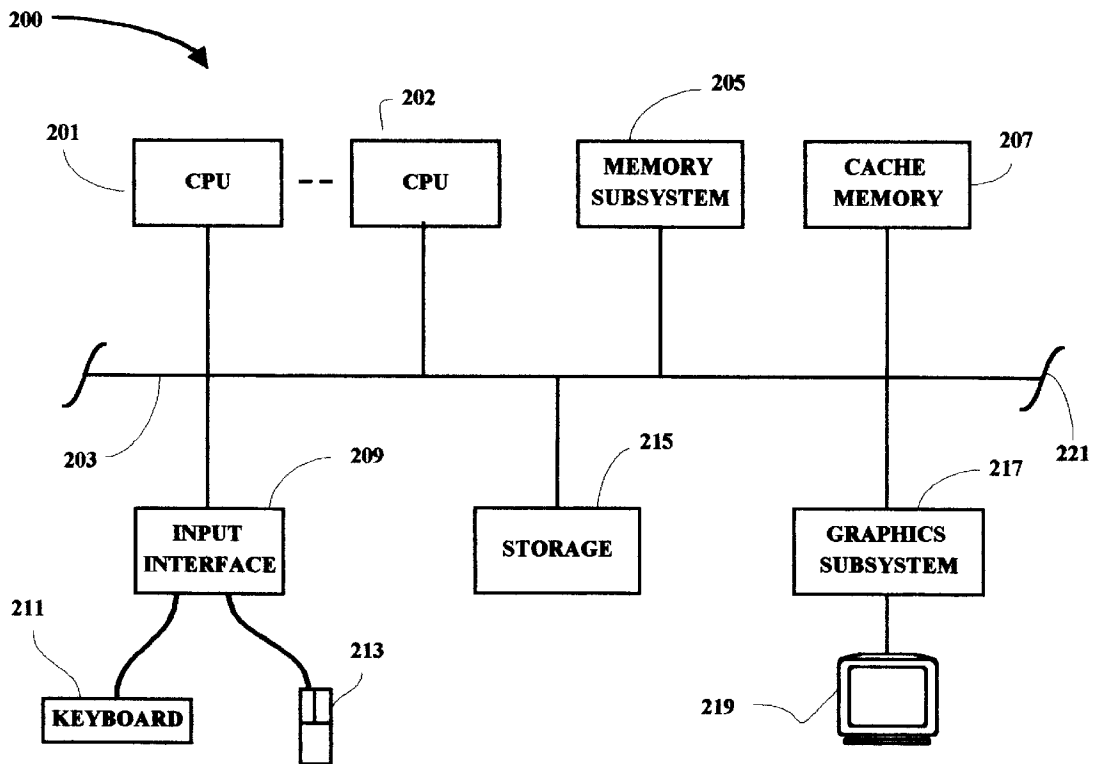 200
202
205
201
207
CPU
CPU
MEMORY
SUBSYSTEM
CACHE
MEMORY
203
209
215
217
221
INPUT
INTERFACE
STORAGE
GRAPHICS
SUBSYSTEM
211
213
219
KEYBOARD